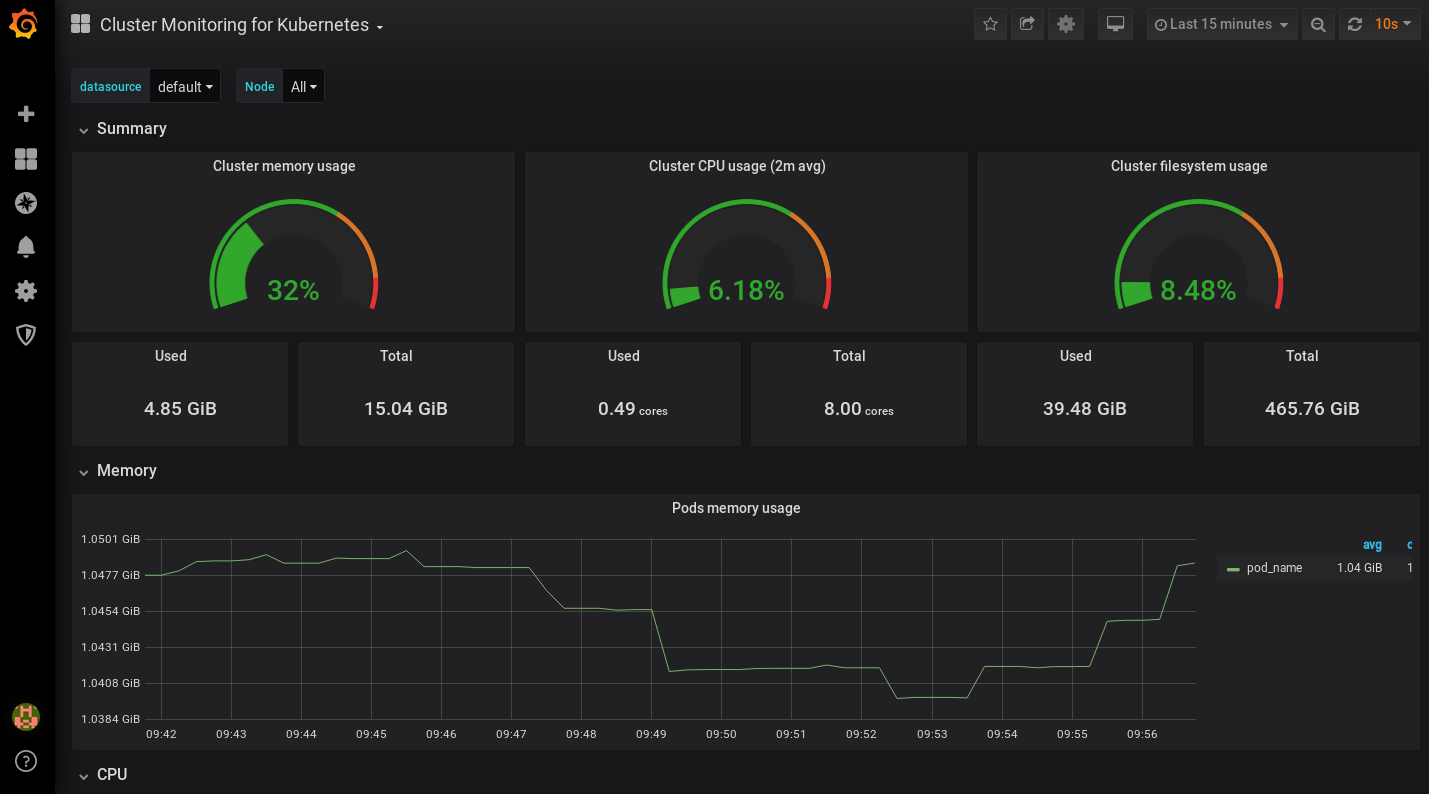 Cluster Monitoring for Kubernetes
Last 15 minutes
10s
datasource default Node All
Summary
Cluster memory usage
32%
Cluster CPU usage (2m avg)
6.18%
Cluster filesystem usage
8.48%
Used
4.85 GiB
Total
15.04 GiB
Used
0.49 cores
Total
8.00 cores
Used
39.48 GiB
Total
465.76 GiB
Memory
Pods memory usage
1.0501 GiB
1.0477 GiB
1.0454 GiB
1.0431 GiB
1.0408 GiB
1.0384 GiB
09:42 09:43 09:44 09:45 09:46 09:47 09:48 09:49 09:50 09:51 09:52 09:53 09:54 09:55 09:56
avg
pod_name 1.04 GiB 1
CPU
?